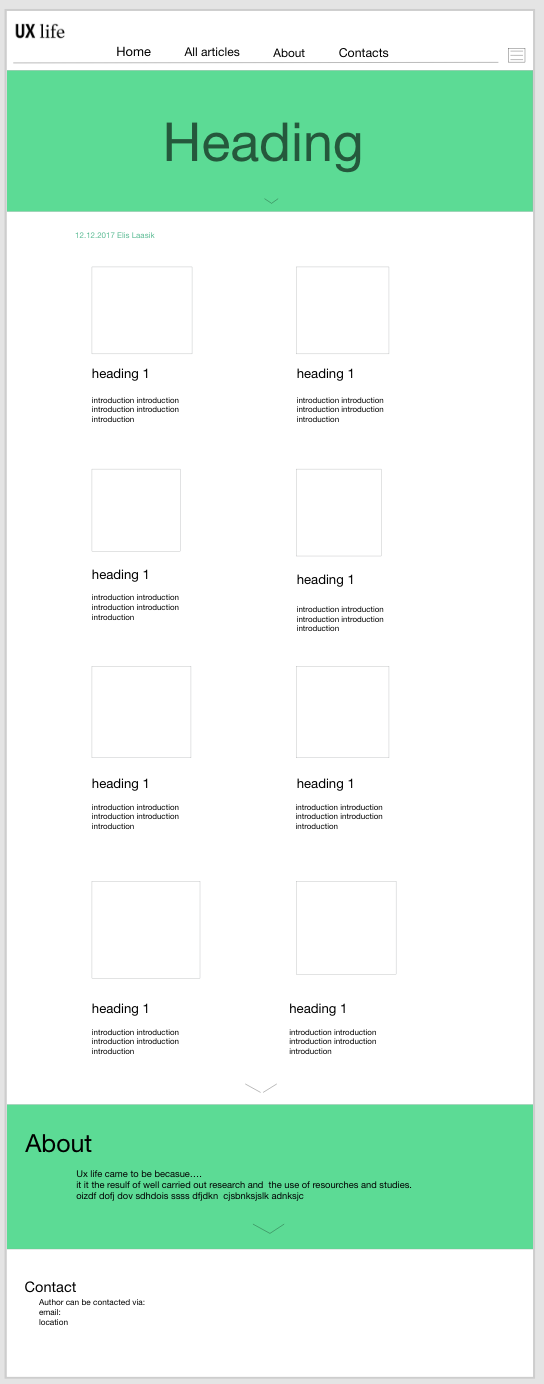 UX life
Home All articles About Contacts
Heading
12.12.2017 Eliis Laasik
heading 1
introduction introduction
introduction introduction
introduction
heading 1
introduction introduction
introduction introduction
introduction
heading 1
introduction introduction
introduction introduction
introduction
heading 1
introduction introduction
introduction introduction
introduction
heading 1
introduction introduction
introduction introduction
introduction
heading 1
introduction introduction
introduction introduction
introduction
heading 1
introduction introduction
introduction introduction
introduction
heading 1
introduction introduction
introduction introduction
introduction
About
Ux life came to be becasue....
it it the resulf of well carried out research and the use of resourches and studies.
oizdf dofj dov sdhdois ssss dfjdkn cjsbnksjslk adnksjc
Contact
Author can be contacted via:
email:
location